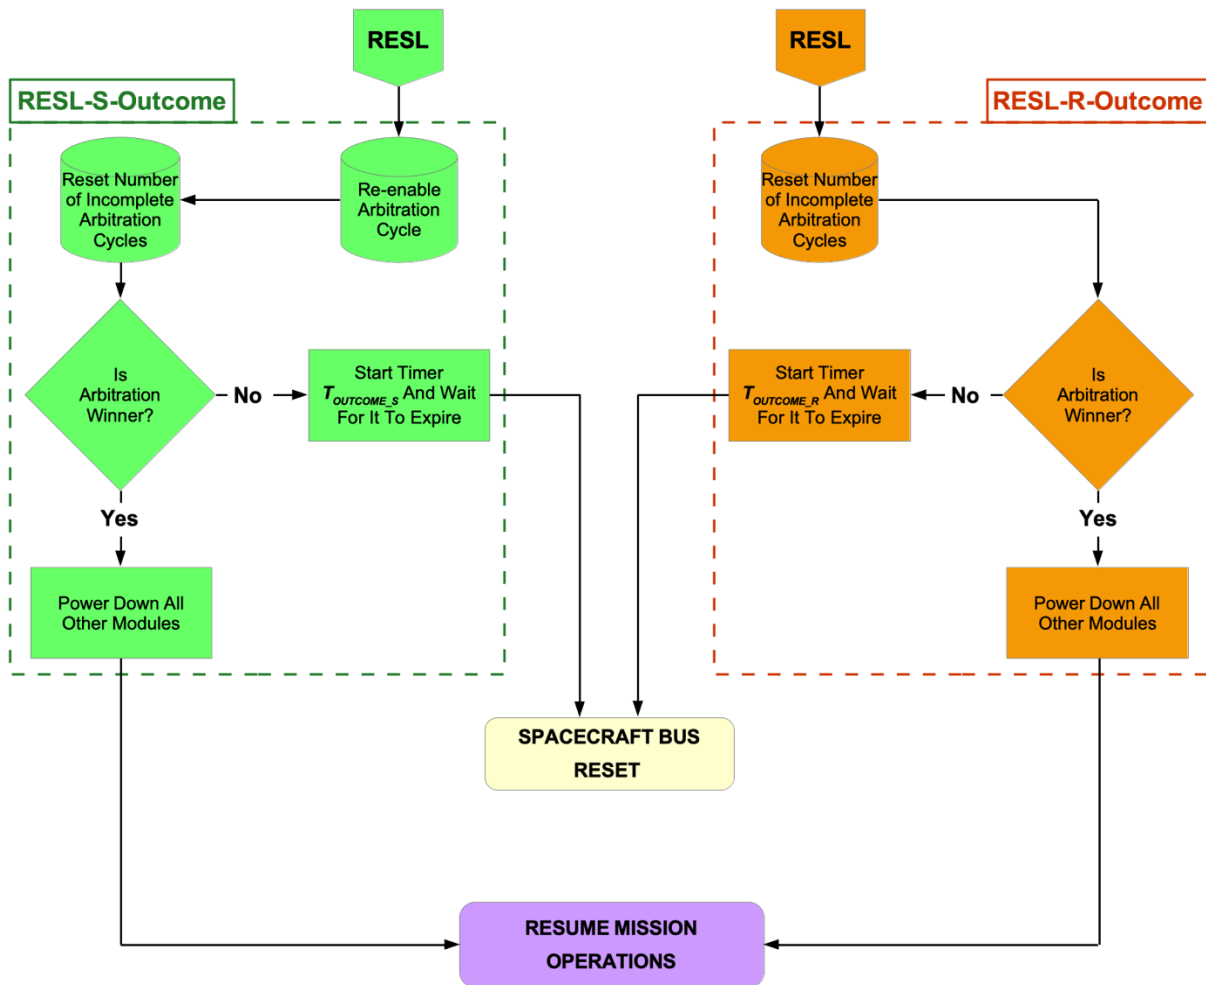 RESL
RESL
RESL-S-Outcome
RESL-R-Outcome
Reset Number
of Incomplete
Arbitration
Cycles
Re-enable
Arbitration
Cycle
Reset Number
of Incomplete
Arbitration
Cycles
Is
Arbitration
Winner?
No
Start Timer
TOUTCOME_S And Wait
For It To Expire
Start Timer
TOUTCOME_R And Wait
For It To Expire
No
Is
Arbitration
Winner?
Yes
Yes
Power Down All
Other Modules
Power Down All
Other Modules
SPACECRAFT BUS
RESET
RESUME MISSION
OPERATIONS